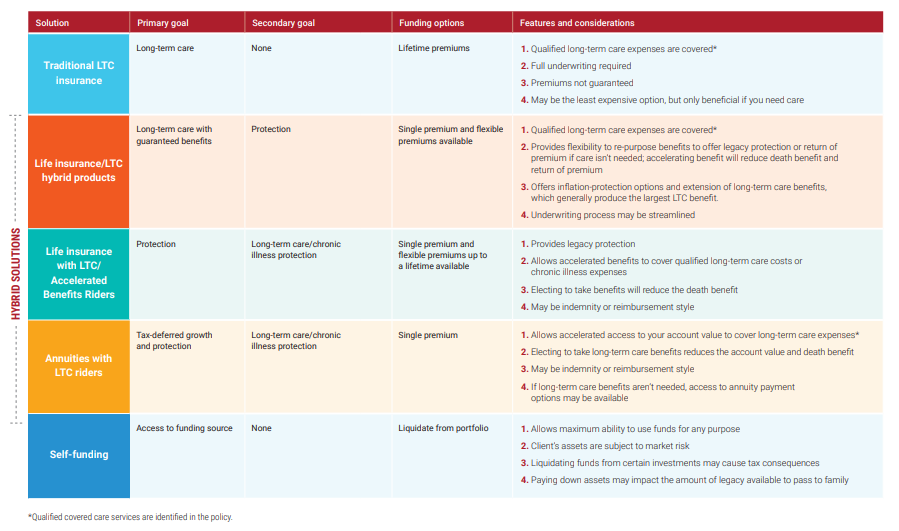 Solution Primary goal Secondary goal Funding options Features and considerations
Traditional LTC
insurance
Long-term care
None
Lifetime premiums
1. Qualified long-term care expenses are covered*
2. Full underwriting required
3. Premiums not guaranteed
4. May be the least expensive option, but only beneficial if you need care
HYBRID SOLUTIONS
Life insurance/LTC
hybrid products
Long-term care with
guaranteed benefits
Protection
Single premium and flexible
premiums available
1. Qualified long-term care expenses are covered*
2. Provides flexibility to re-purpose benefits to offer legacy protection or return of
premium if care isn't needed; accelerating benefit will reduce death benefit and
return of premium
3. Offers inflation-protection options and extension of long-term care benefits,
which generally produce the largest LTC benefit.
4. Underwriting process may be streamlined
Life insurance
with LTC/
Accelerated
Benefits Riders
Protection
Long-term care/chronic
illness protection
Single premium and
flexible premiums up to
a lifetime available
1. Provides legacy protection
2. Allows accelerated benefits to cover qualified long-term care costs or
chronic illness expenses
3. Electing to take benefits will reduce the death benefit
4. May be indemnity or reimbursement style
Annuities with
LTC riders
Tax-deferred growth
and protection
Long-term care/chronic
illness protection
Single premium
1. Allows accelerated access to your account value to cover long-term care expenses*
2. Electing to take long-term care benefits reduces the account value and death benefit
3. May be indemnity or reimbursement style
4. If long-term care benefits aren't needed, access to annuity payment
options may be available
Self-funding
Access to funding source
None
Liquidate from portfolio
1. Allows maximum ability to use funds for any purpose
2. Client's assets are subject to market risk
3. Liquidating funds from certain investments may cause tax consequences
4. Paying down assets may impact the amount of legacy available to pass to family
*Qualified covered care services are identified in the policy.